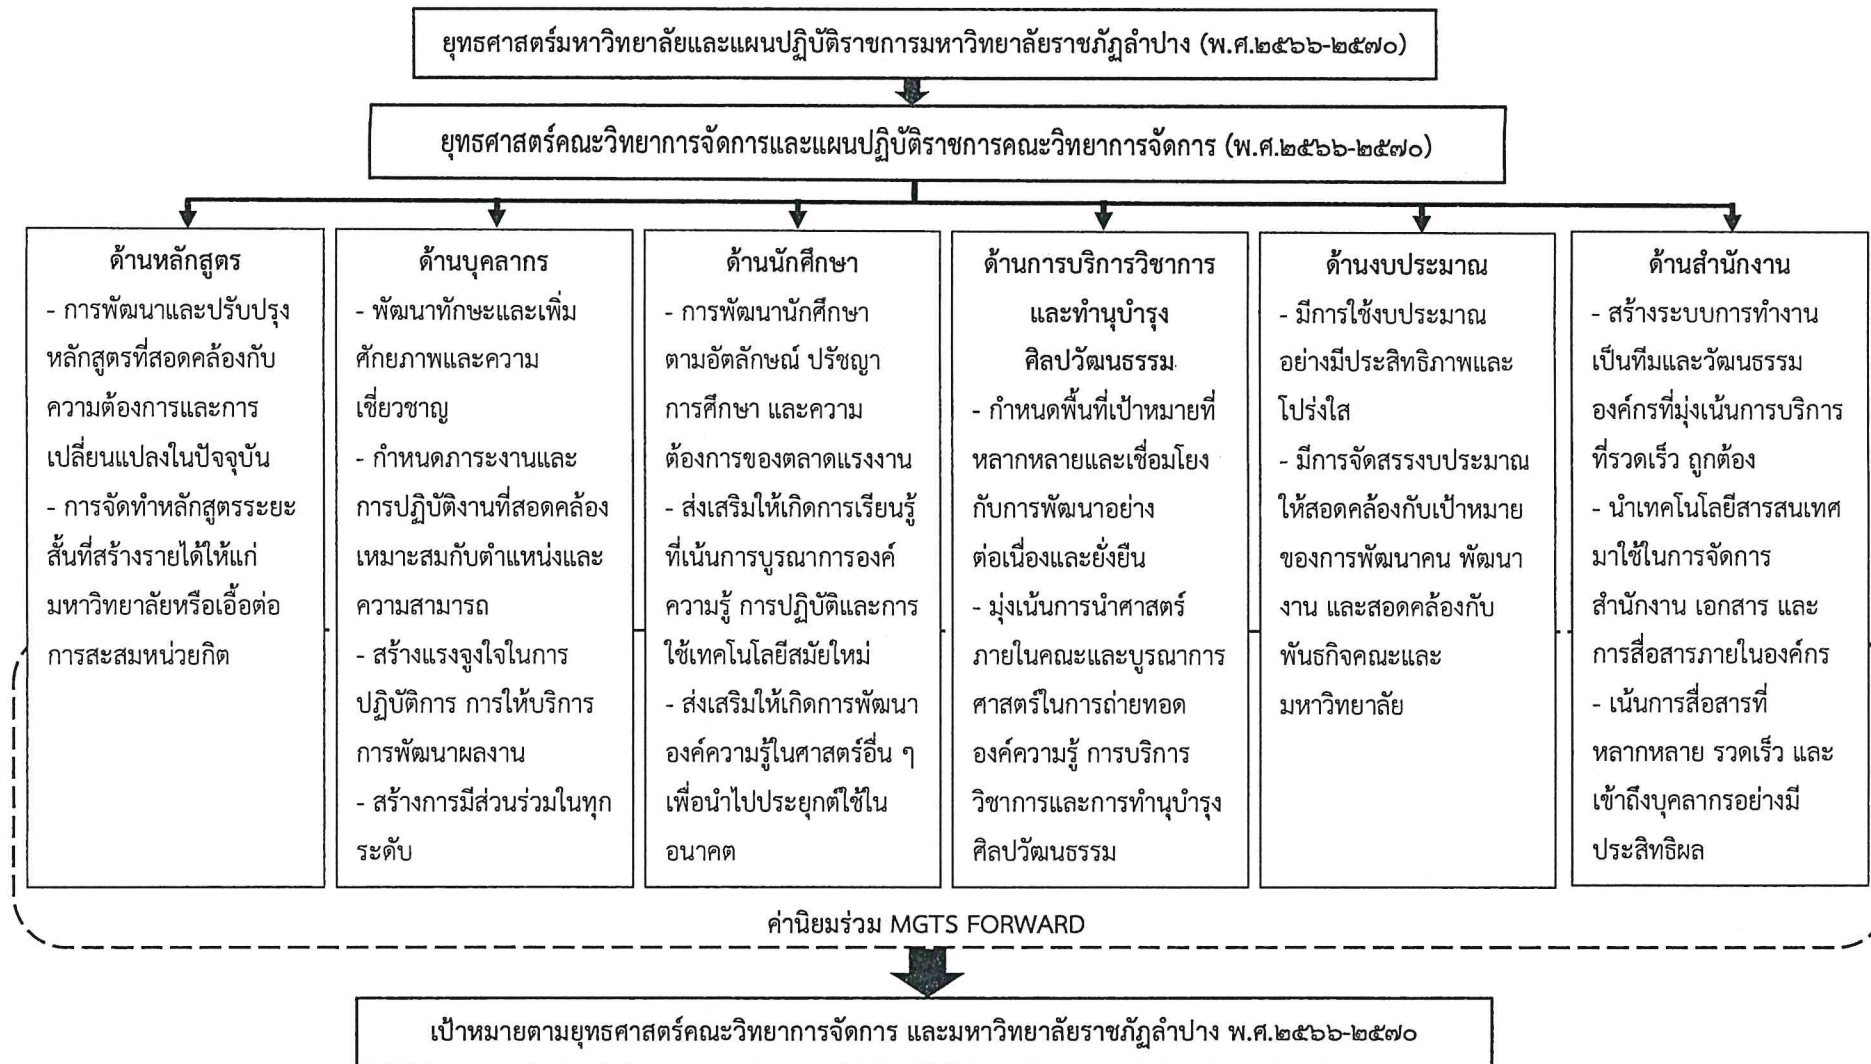 ยุทธศาสตร์มหาวิทยาลัยและแผนปฏิบัติราชการมหาวิทยาลัยราชภัฏลำปาง (พ.ศ.๒๕๖๖-๒๕๗๐)
ยุทธศาสตร์คณะวิทยาการจัดการและแผนปฏิบัติราชการคณะวิทยาการจัดการ (พ.ศ.๒๕๖๖-๒๕๗๐)
ด้านหลักสูตร
- การพัฒนาและปรับปรุง
หลักสูตรที่สอดคล้องกับ
ความต้องการและการ
เปลี่ยนแปลงในปัจจุบัน
- การจัดทำหลักสูตรระยะ
สั้นที่สร้างรายได้ให้แก่
มหาวิทยาลัยหรือเอื้อต่อ
การสะสมหน่วยกิต
ด้านบุคลากร
- พัฒนาทักษะและเพิ่ม
ศักยภาพและความ
เชี่ยวชาญ
- กำหนดภาระงานและ
การปฏิบัติงานที่สอดคล้อง
เหมาะสมกับตำแหน่งและ
ความสามารถ
- สร้างแรงจูงใจในการ
ปฏิบัติการ การให้บริการ
การพัฒนาผลงาน
- สร้างการมีส่วนร่วมในทุก
ระดับ
ด้านนักศึกษา
- การพัฒนานักศึกษา
ตามอัตลักษณ์ ปรัชญา
การศึกษา และความ
ต้องการของตลาดแรงงาน
- ส่งเสริมให้เกิดการเรียนรู้
ที่เน้นการบูรณาการองค์
ความรู้ การปฏิบัติและการ
ใช้เทคโนโลยีสมัยใหม่
- ส่งเสริมให้เกิดการพัฒนา
องค์ความรู้ในศาสตร์อื่น ๆ
เพื่อนำไปประยุกต์ใช้ใน
อนาคต
ด้านการบริการวิชาการ
และทำนุบำรุง
ศิลปวัฒนธรรม
- กำหนดพื้นที่เป้าหมายที่
หลากหลายและเชื่อมโยง
กับการพัฒนาอย่าง
ต่อเนื่องและยั่งยืน
- มุ่งเน้นการนำศาสตร์
ภายในคณะและบูรณาการ
ศาสตร์ในการถ่ายทอด
องค์ความรู้ การบริการ
วิชาการและการทำนุบำรุง
ศิลปวัฒนธรรม
ด้านงบประมาณ
- มีการใช้งบประมาณ
อย่างมีประสิทธิภาพและ
โปร่งใส
- มีการจัดสรรงบประมาณ
ให้สอดคล้องกับเป้าหมาย
ของการพัฒนาคน พัฒนา
งาน และสอดคล้องกับ
พันธกิจคณะและ
มหาวิทยาลัย
ด้านสำนักงาน
- สร้างระบบการทำงาน
เป็นทีมและวัฒนธรรม
องค์กรที่มุ่งเน้นการบริการ
ที่รวดเร็ว ถูกต้อง
- นำเทคโนโลยีสารสนเทศ
มาใช้ในการจัดการ
สำนักงาน เอกสาร และ
การสื่อสารภายในองค์กร
- เน้นการสื่อสารที่
หลากหลาย รวดเร็ว และ
เข้าถึงบุคลากรอย่างมี
ประสิทธิผล
ค่านิยมร่วม MGTS FORWARD
เป้าหมายตามยุทธศาสตร์คณะวิทยาการจัดการ และมหาวิทยาลัยราชภัฏลำปาง พ.ศ.๒๕๖๖-๒๕๗๐